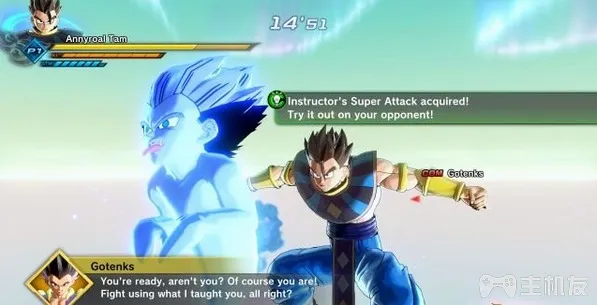 14'51
Annyroal Tam
P1
Instructor's Super Attack acquired!
Try it out on your opponent!
COM Gotenks
Gotenks
You're ready, aren't you? Of course you are!
Fight using what I taught you, all right?
主机友